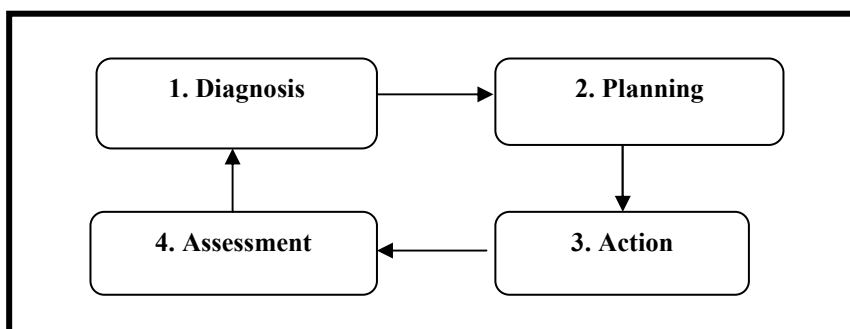 1. Diagnosis
2. Planning
4. Assessment
3. Action